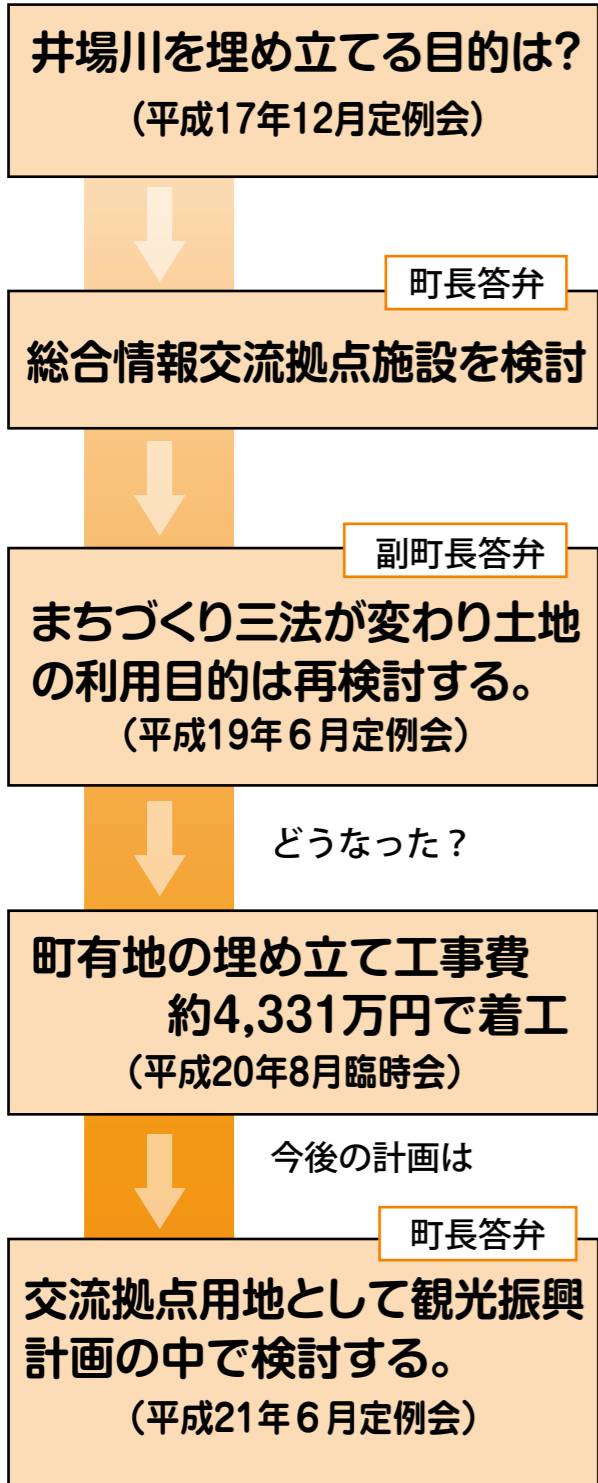 井場川を埋め立てる目的は?
（平成17年12月定例会）
町長答弁
総合情報交流拠点施設を検討
副町長答弁
まちづくり三法が変わり土地
の利用目的は再検討する。
（平成19年６月定例会）
どうなった？
町有地の埋め立て工事費
約4,331万円で着工
（平成20年8月臨時会）
今後の計画は
町長答弁
交流拠点用地として観光振興
計画の中で検討する。
（平成21年６月定例会）